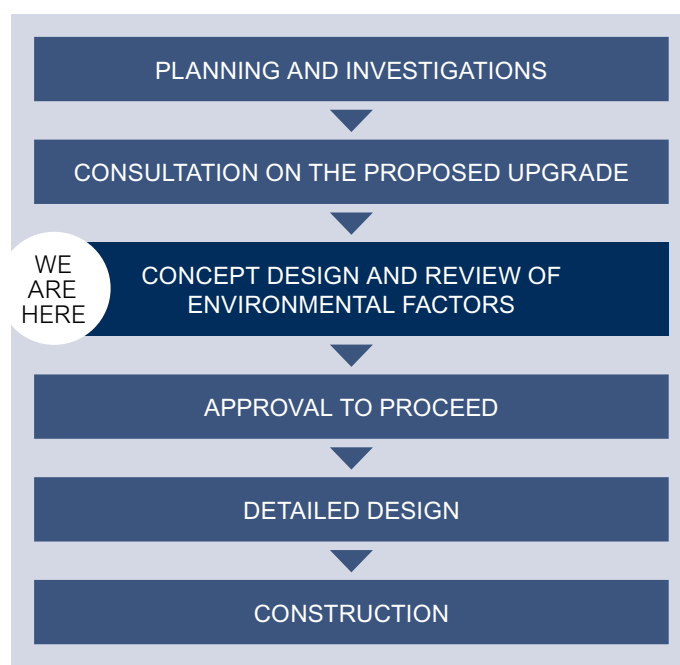 PLANNING AND INVESTIGATIONS
CONSULTATION ON THE PROPOSED UPGRADE
WE
ARE
HERE
CONCEPT DESIGN AND REVIEW OF
ENVIRONMENTAL FACTORS
APPROVAL TO PROCEED
DETAILED DESIGN
CONSTRUCTION